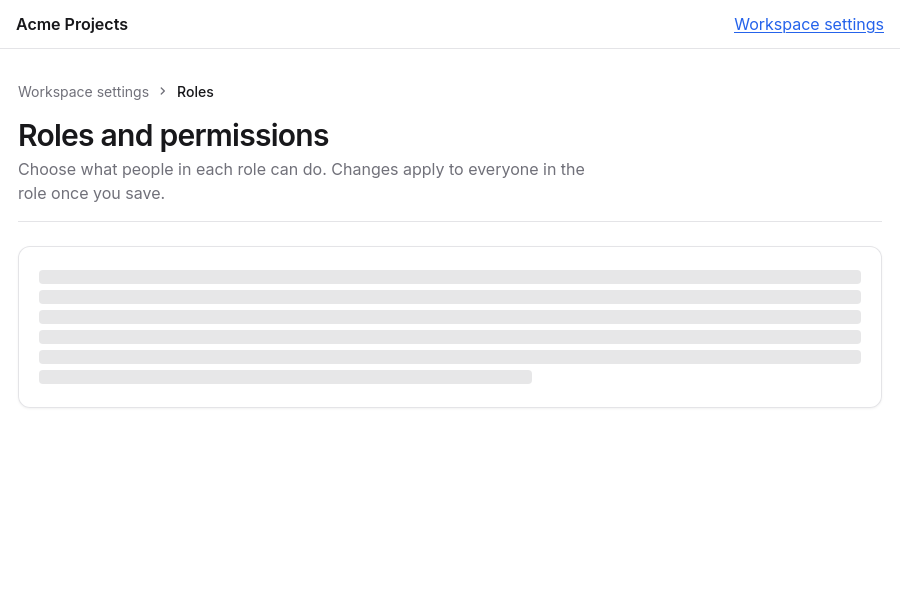 Acme Projects
Workspace settings
Workspace settings > Roles
Roles and permissions
Choose what people in each role can do. Changes apply to everyone in the
role once you save.